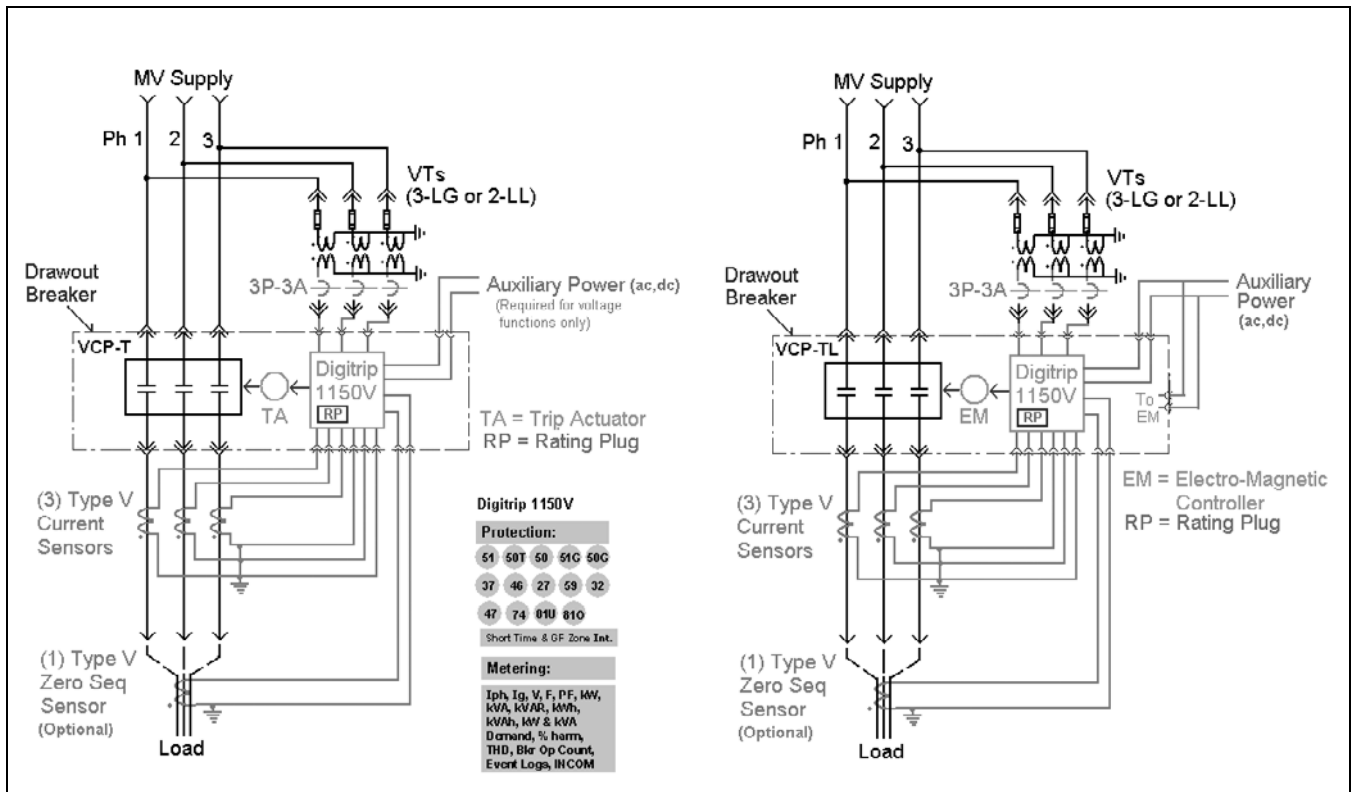 MV Supply
Ph 1
2
3
VTs
(3-LG or 2-LL)
Drawout
Breaker
3P-3A
Auxiliary Power (ac,dc)
(Required for voltage
functions only)
VCP-T
Digitrip
1150V
RP
TA
TA = Trip Actuator
RP = Rating Plug
(3) Type V
Current
Sensors
(1) Type V
Zero Seq
Sensor
(Optional)
Load
Digitrip 1150V
Protection:
51 50T 50 51G 50G
37 46 27 59 32
47 74 81U 81O
Short Time & GF Zone Int.
Metering:
Iph, Ig, V, F, PF, kW,
kVA, kVAR, kWh,
kVAh, kW & kVA
Demand, % harm,
THD, Bkr Op Count,
Event Logs, INCOM
MV Supply
Ph 1
2
3
VTs
(3-LG or 2-LL)
Drawout
Breaker
3P-3A
Auxiliary
Power
(ac,dc)
VCP-TL
Digitrip
1150V
RP
EM
To
EM
EM = Electro-Magnetic
Controller
RP = Rating Plug
(3) Type V
Current
Sensors
(1) Type V
Zero Seq
Sensor
(Optional)
Load